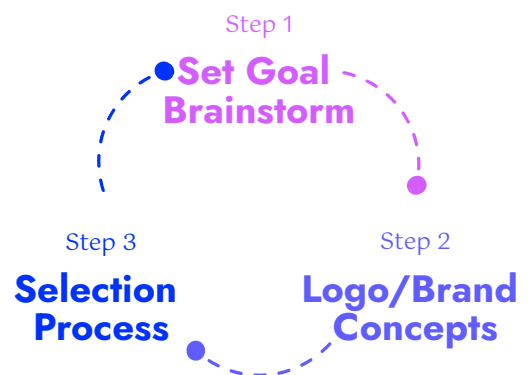 Step 1
Set Goal
Brainstorm
Step 2
Logo/Brand
Concepts
Step 3
Selection
Process